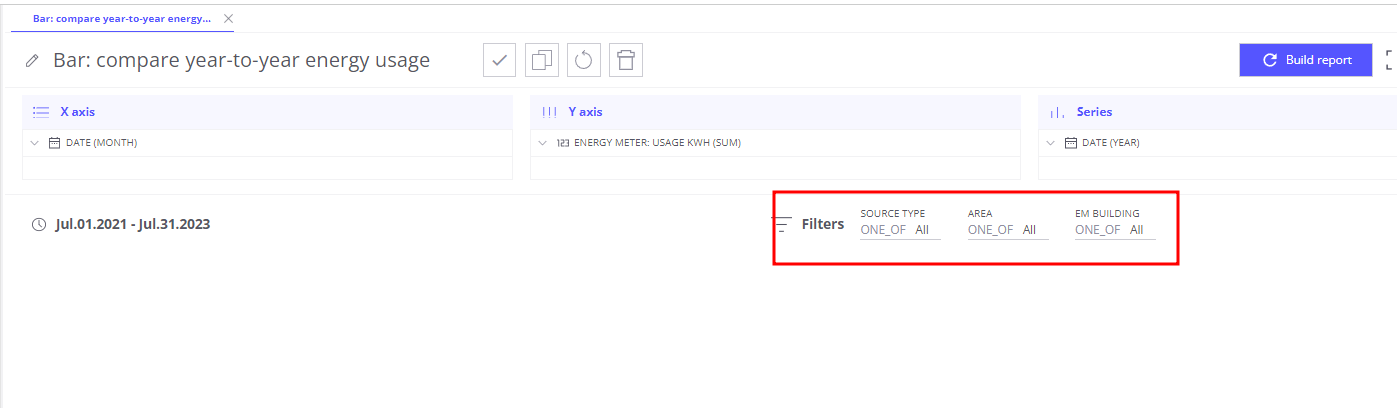 Bar: compare year-to-year energy...
Bar: compare year-to-year energy usage
Build report
X axis
Y axis
Series
DATE (MONTH)
123 ENERGY METER: USAGE KWH (SUM)
DATE (YEAR)
Jul.01.2021 - Jul.31.2023
Filters
SOURCE TYPE
ONE_OF All
AREA
ONE_OF All
EM BUILDING
ONE_OF All